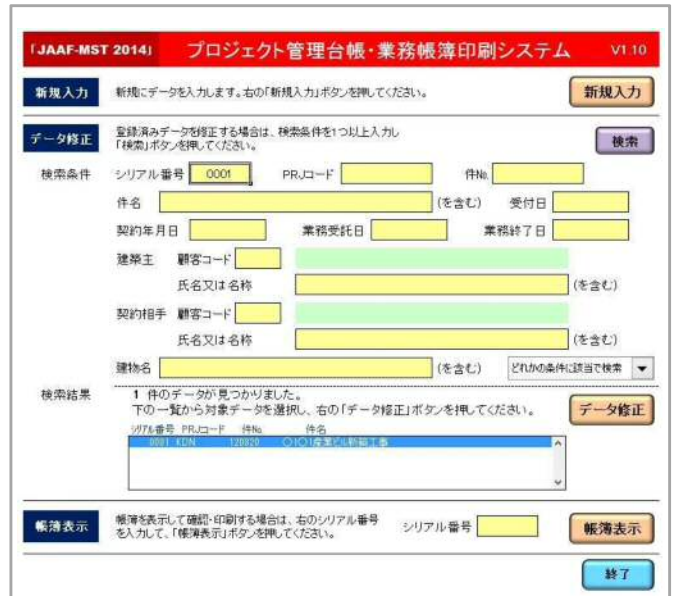 「JAAF-MST 2014」 プロジェクト管理台帳・業務帳簿印刷システム V1.10
新規入力 新規にデータを入力します。右の「新規入力」ボタンを押してください。 新規入力
データ修正 登録済みデータを修正する場合は、検索条件を1つ以上入力し
「検索」ボタンを押してください。 検索
検索条件 シリアル番号 0001 PRJコード 件No.
件名 (を含む) 受付日
契約年月日 業務受託日 業務終了日
建築主 顧客コード
氏名又は名称 (を含む)
契約相手 顧客コード
氏名又は名称 (を含む)
建物名 (を含む) どれかの条件に該当で検索
検索結果 1 件のデータが見つかりました。
下の一覧から対象データを選択し、右の「データ修正」ボタンを押してください。 データ修正
シリアル番号 PRJコード 件No. 件名
0001 KDN 120820 〇1〇1産業ビル新築工事
帳簿表示 帳簿を表示して確認・印刷する場合は、右のシリアル番号
を入力して、「帳簿表示」ボタンを押してください。 シリアル番号 帳簿表示
終了